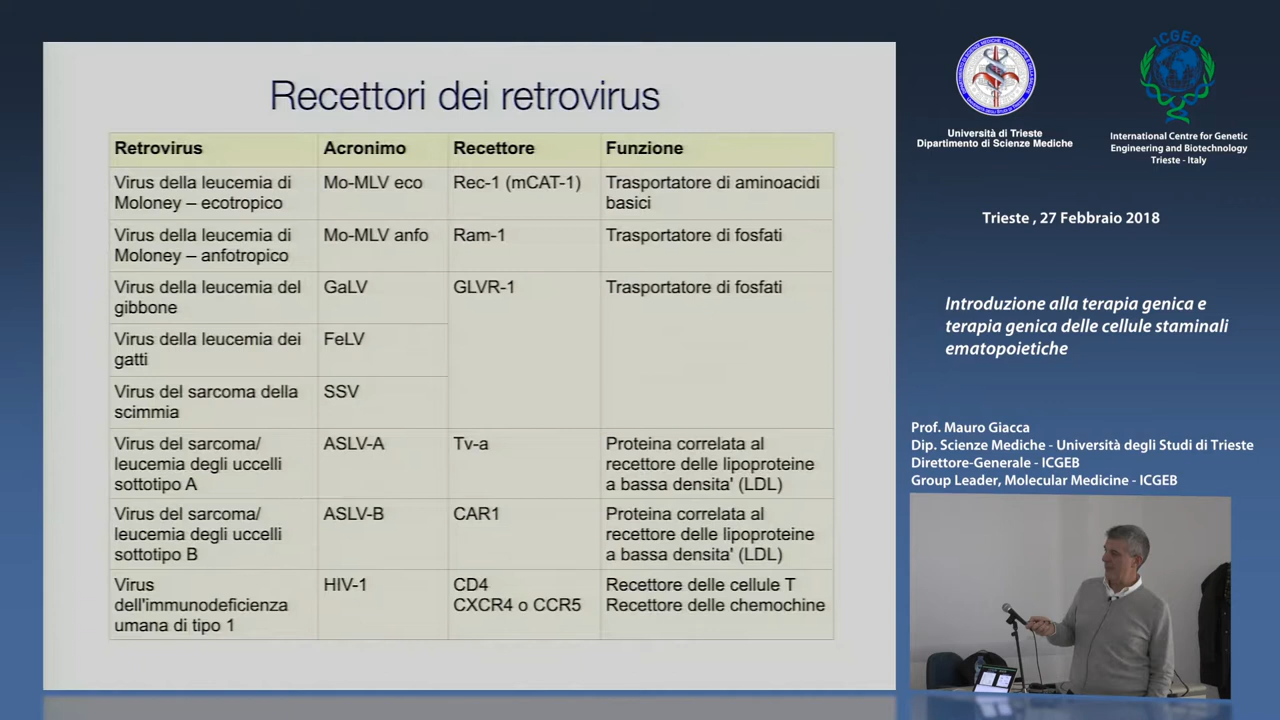 Recettori dei retrovirus
Retrovirus Acronimo Recettore Funzione
Virus della leucemia di Moloney – ecotropico Mo-MLV eco Rec-1 (mCAT-1) Trasportatore di aminoacidi basici
Virus della leucemia di Moloney – anfotropico Mo-MLV anfo Ram-1 Trasportatore di fosfati
Virus della leucemia del gibbone GaLV GLVR-1 Trasportatore di fosfati
Virus della leucemia dei gatti FeLV
Virus del sarcoma della scimmia SSV
Virus del sarcoma/ leucemia degli uccelli sottotipo A ASLV-A Tv-a Proteina correlata al recettore delle lipoproteine a bassa densita' (LDL)
Virus del sarcoma/ leucemia degli uccelli sottotipo B ASLV-B CAR1 Proteina correlata al recettore delle lipoproteine a bassa densita' (LDL)
Virus dell'immunodeficienza umana di tipo 1 HIV-1 CD4 CXCR4 o CCR5 Recettore delle cellule T Recettore delle chemochine
Università di Trieste
Dipartimento di Scienze Mediche
ICGEB
International Centre for Genetic
Engineering and Biotechnology
Trieste - Italy
Trieste , 27 Febbraio 2018
Introduzione alla terapia genica e
terapia genica delle cellule staminali
ematopoietiche
Prof. Mauro Giacca
Dip. Scienze Mediche - Università degli Studi di Trieste
Direttore-Generale - ICGEB
Group Leader, Molecular Medicine - ICGEB